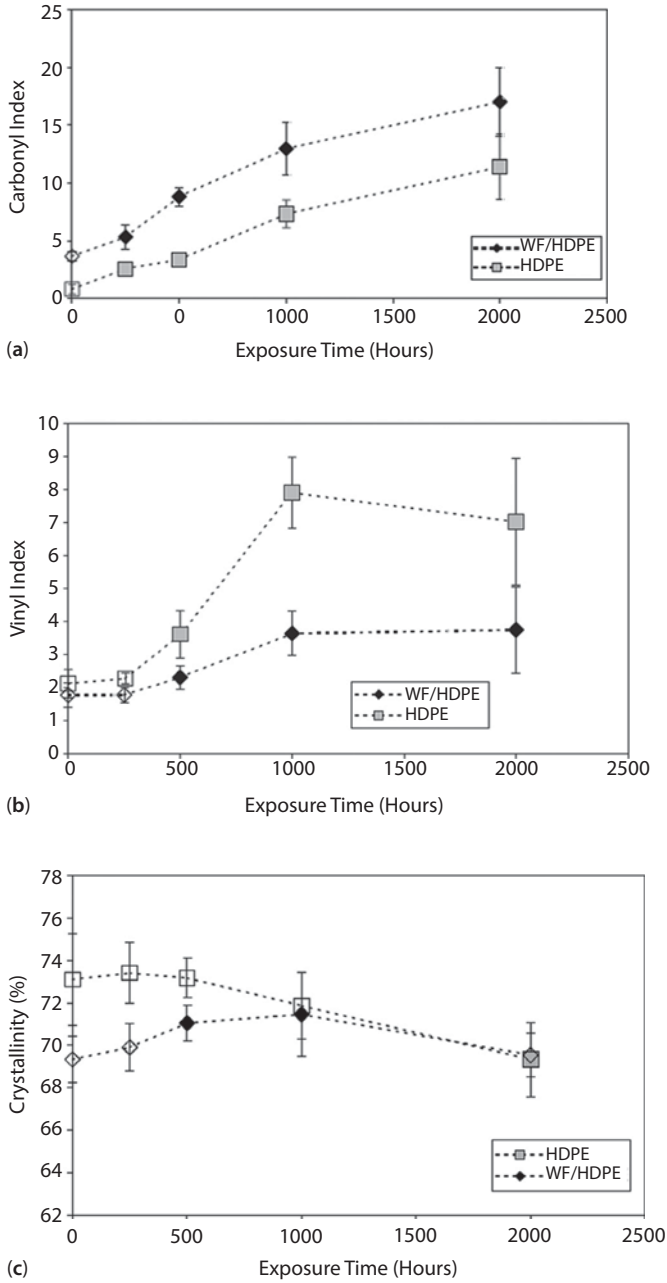 25
20
15
10
5
0
Carbonyl Index
0 0 1000 1500 2000 2500
WF/HDPE
HDPE
Exposure Time (Hours)
(a)
10
9
8
7
6
5
4
3
2
1
0
Vinyl Index
0 500 1000 1500 2000 2500
WF/HDPE
HDPE
Exposure Time (Hours)
(b)
78
76
74
72
70
68
66
64
62
Crystallinity (%)
0 500 1000 1500 2000 2500
HDPE
WF/HDPE
Exposure Time (Hours)
(c)